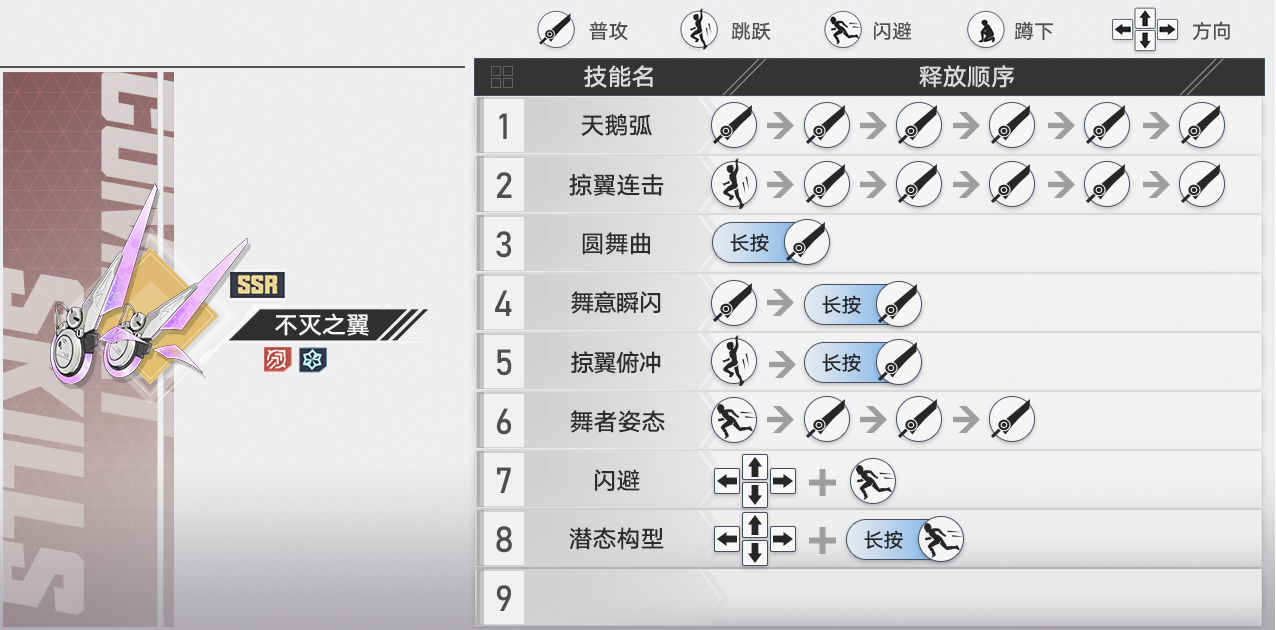 普攻 跳跃 闪避 蹲下 方向
技能名 释放顺序
1 天鹅弧
2 掠翼连击
3 圆舞曲 长按
4 舞意瞬闪 长按
5 掠翼俯冲 长按
6 舞者姿态
7 闪避
8 潜态构型 长按
9
SSR
不灭之翼
SKILLS